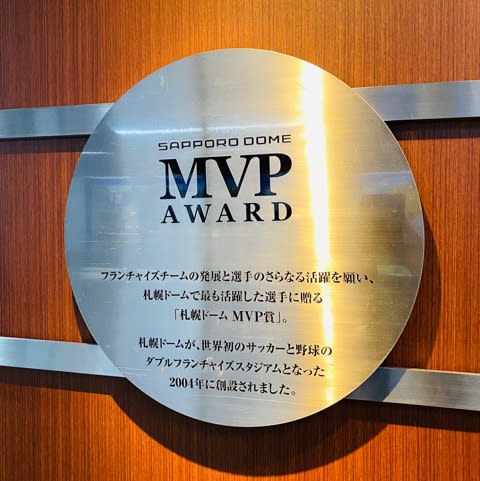 SAPPORO DOME
MVP
AWARD
フランチャイズチームの発展と選手のさらなる活躍を願い、
札幌ドームで最も活躍した選手に贈る
「札幌ドーム MVP賞」。
札幌ドームが、世界初のサッカーと野球の
ダブルフランチャイズスタジアムとなった
2004年に創設されました。